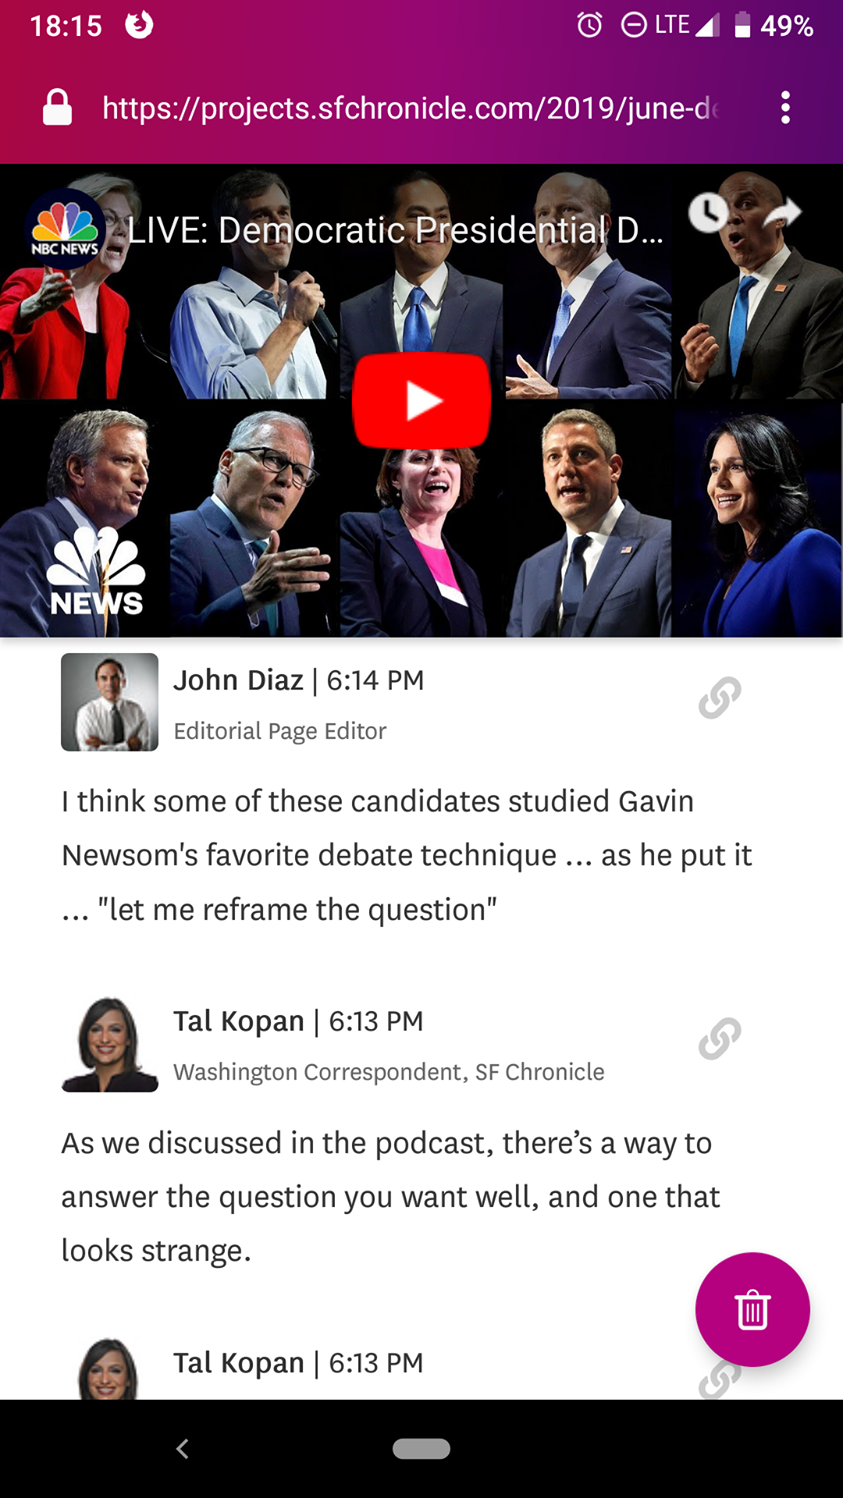 18:15 LTE 49%
https://projects.sfchronicle.com/2019/june-de
NBC NEWS
LIVE: Democratic Presidential D...
NEWS
John Diaz | 6:14 PM
Editorial Page Editor
I think some of these candidates studied Gavin
Newsom's favorite debate technique ... as he put it
... "let me reframe the question"
Tal Kopan | 6:13 PM
Washington Correspondent, SF Chronicle
As we discussed in the podcast, there’s a way to
answer the question you want well, and one that
looks strange.
Tal Kopan | 6:13 PM